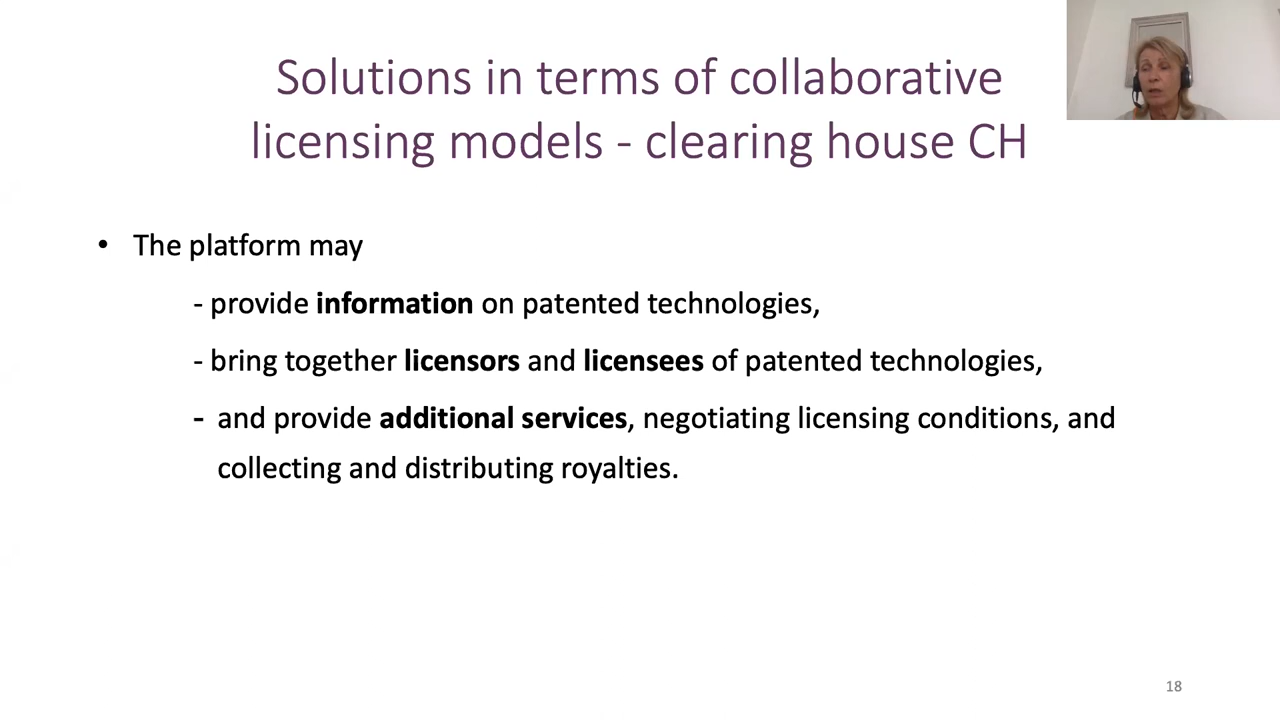 Solutions in terms of collaborative
licensing models - clearing house CH
• The platform may
- provide information on patented technologies,
- bring together licensors and licensees of patented technologies,
- and provide additional services, negotiating licensing conditions, and
collecting and distributing royalties.
18